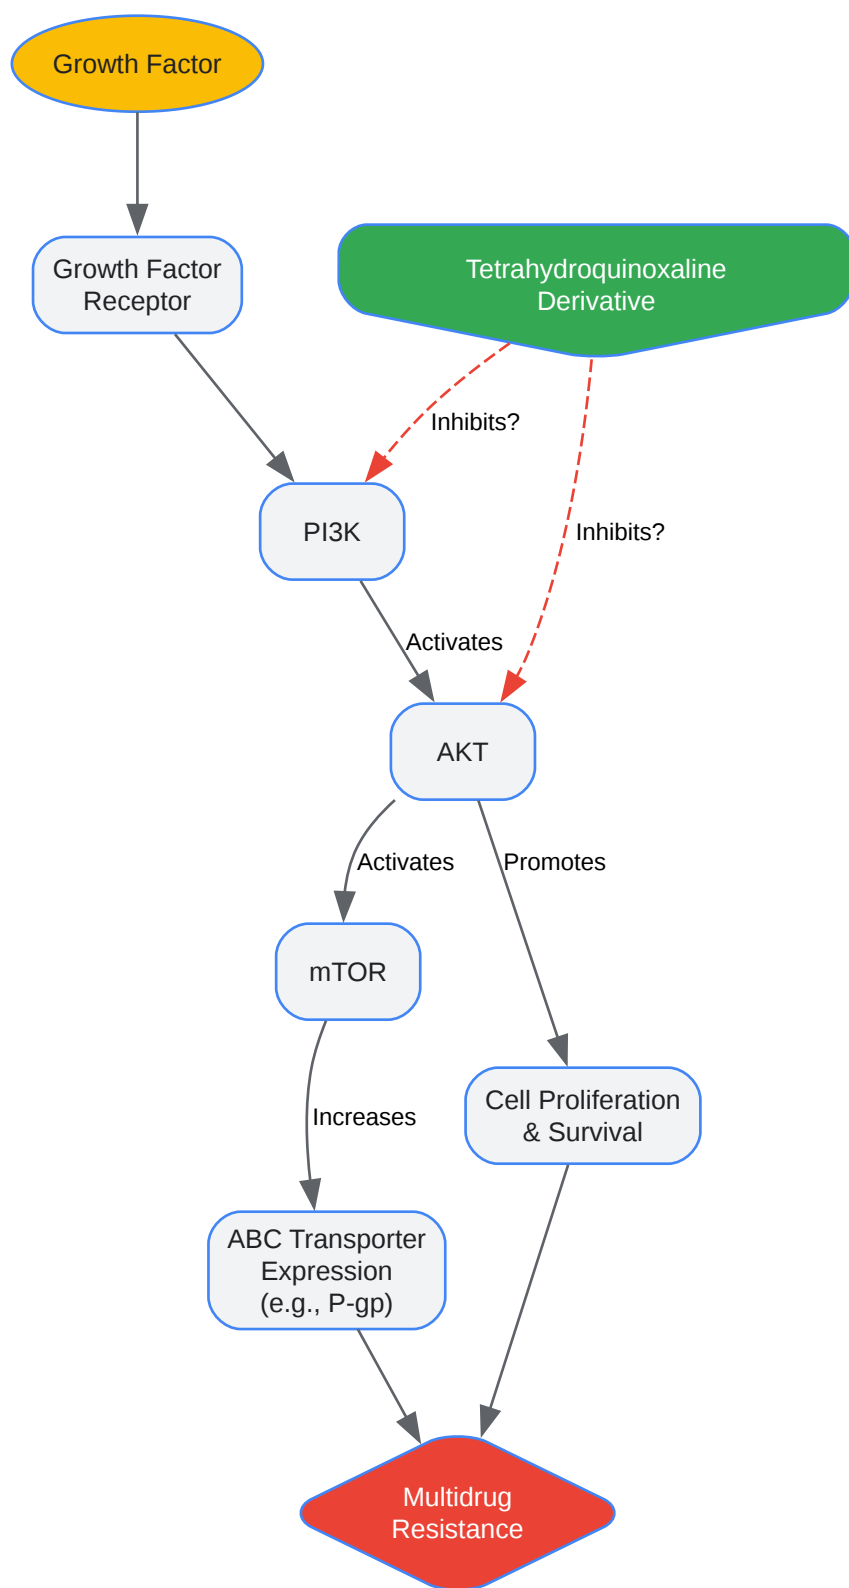 Growth Factor
Growth Factor
Receptor
Tetrahydroquinoxaline
Derivative
Inhibits?
PI3K
Inhibits?
Activates
AKT
Activates
Promotes
mTOR
Cell Proliferation
& Survival
Increases
ABC Transporter
Expression
(e.g., P-gp)
Multidrug
Resistance